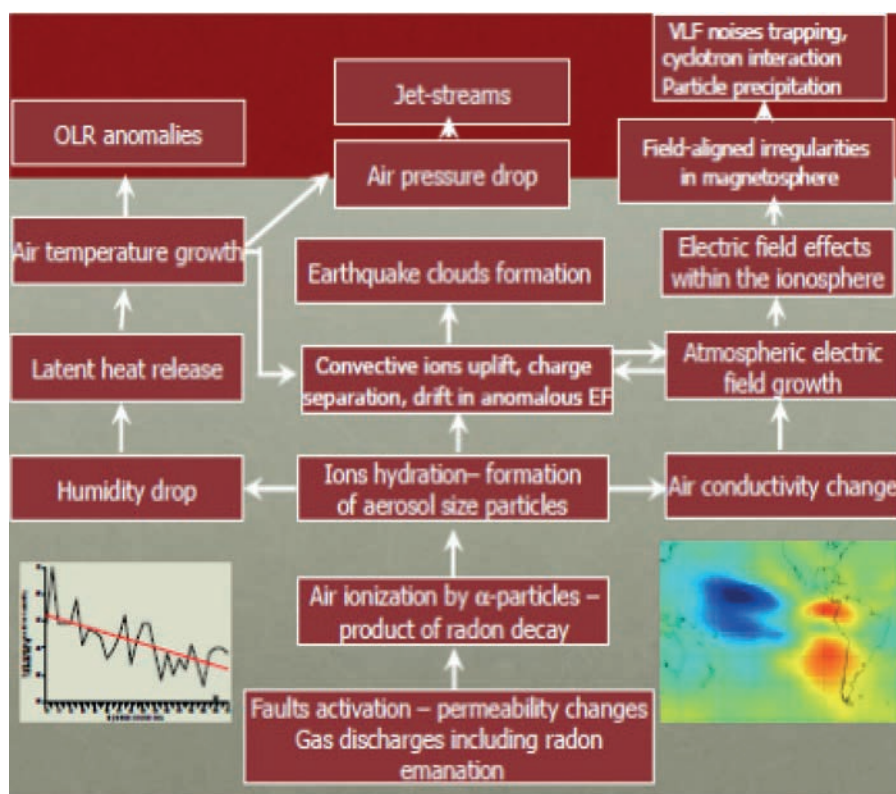 VLF noises trapping,
cyclotron interaction
Particle precipitation
Jet-streams
OLR anomalies
Field-aligned irregularities
in magnetosphere
Air pressure drop
Air temperature growth
Electric field effects
within the ionosphere
Earthquake clouds formation
Latent heat release
Convective ions uplift, charge
separation, drift in anomalous EF
Atmospheric electric
field growth
Humidity drop
Ions hydration– formation
of aerosol size particles
Air conductivity change
Air ionization by α-particles –
product of radon decay
Faults activation – permeability changes
Gas discharges including radon
emanation